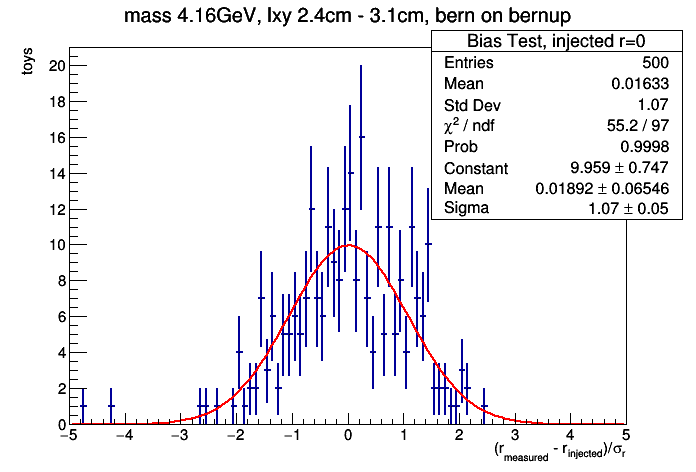 mass 4.16GeV, lxy 2.4cm - 3.1cm, bern on bernup
toys
Bias Test, injected r=0
Entries 500
Mean 0.01633
Std Dev 1.07
χ² / ndf 55.2 / 97
Prob 0.9998
Constant 9.959 ± 0.747
Mean 0.01892 ± 0.06546
Sigma 1.07 ± 0.05
20
18
16
14
12
10
8
6
4
2
0
−5 −4 −3 −2 −1 0 1 2 3 4 5
(r_measured - r_injected)/σ_r